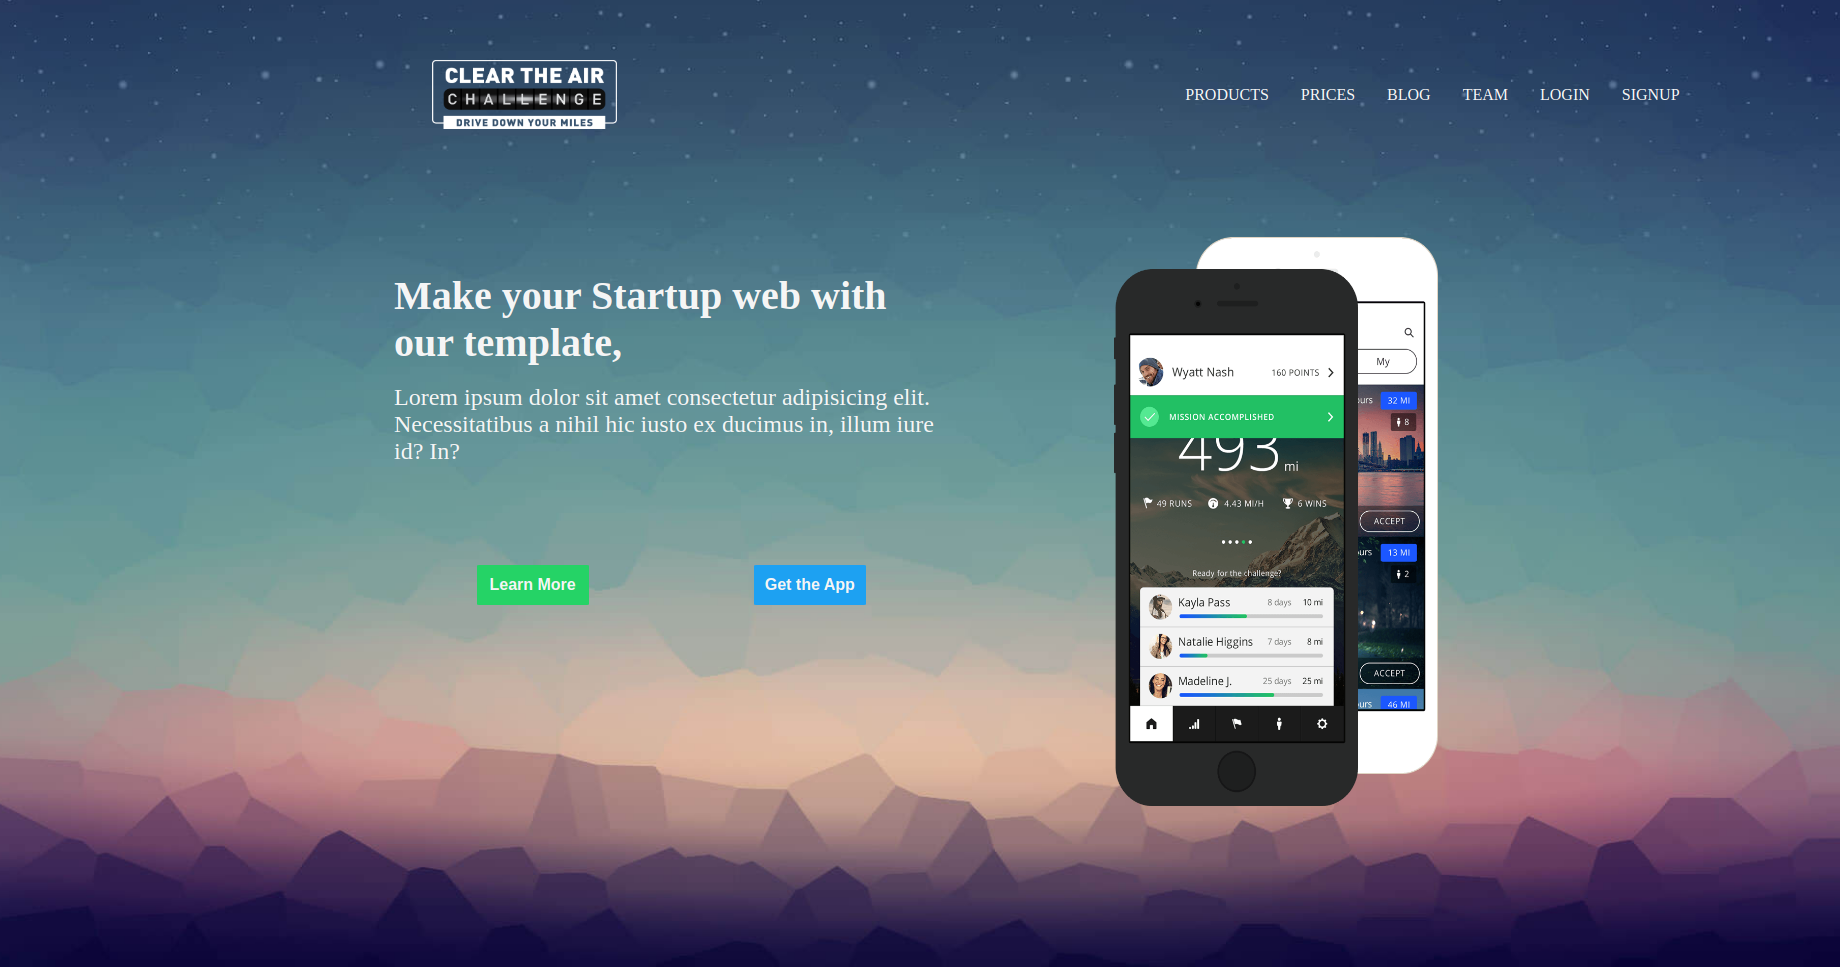 CLEAR THE AIR
CHALLENGE
DRIVE DOWN YOUR MILES
PRODUCTS PRICES BLOG TEAM LOGIN SIGNUP
Make your Startup web with
our template,
Lorem ipsum dolor sit amet consectetur adipisicing elit.
Necessitatibus a nihil hic iusto ex ducimus in, illum iure
id? In?
Learn More
Get the App
Wyatt Nash 160 POINTS
MISSION ACCOMPLISHED
493 mi
49 RUNS 4.43 MI/H 6 WINS
Ready for the challenge?
Kayla Pass 8 days 10 mi
Natalie Higgins 7 days 8 mi
Madeline J. 25 days 25 mi
My
ours 32 MI
8
ACCEPT
ours 13 MI
2
ACCEPT
ours 46 MI